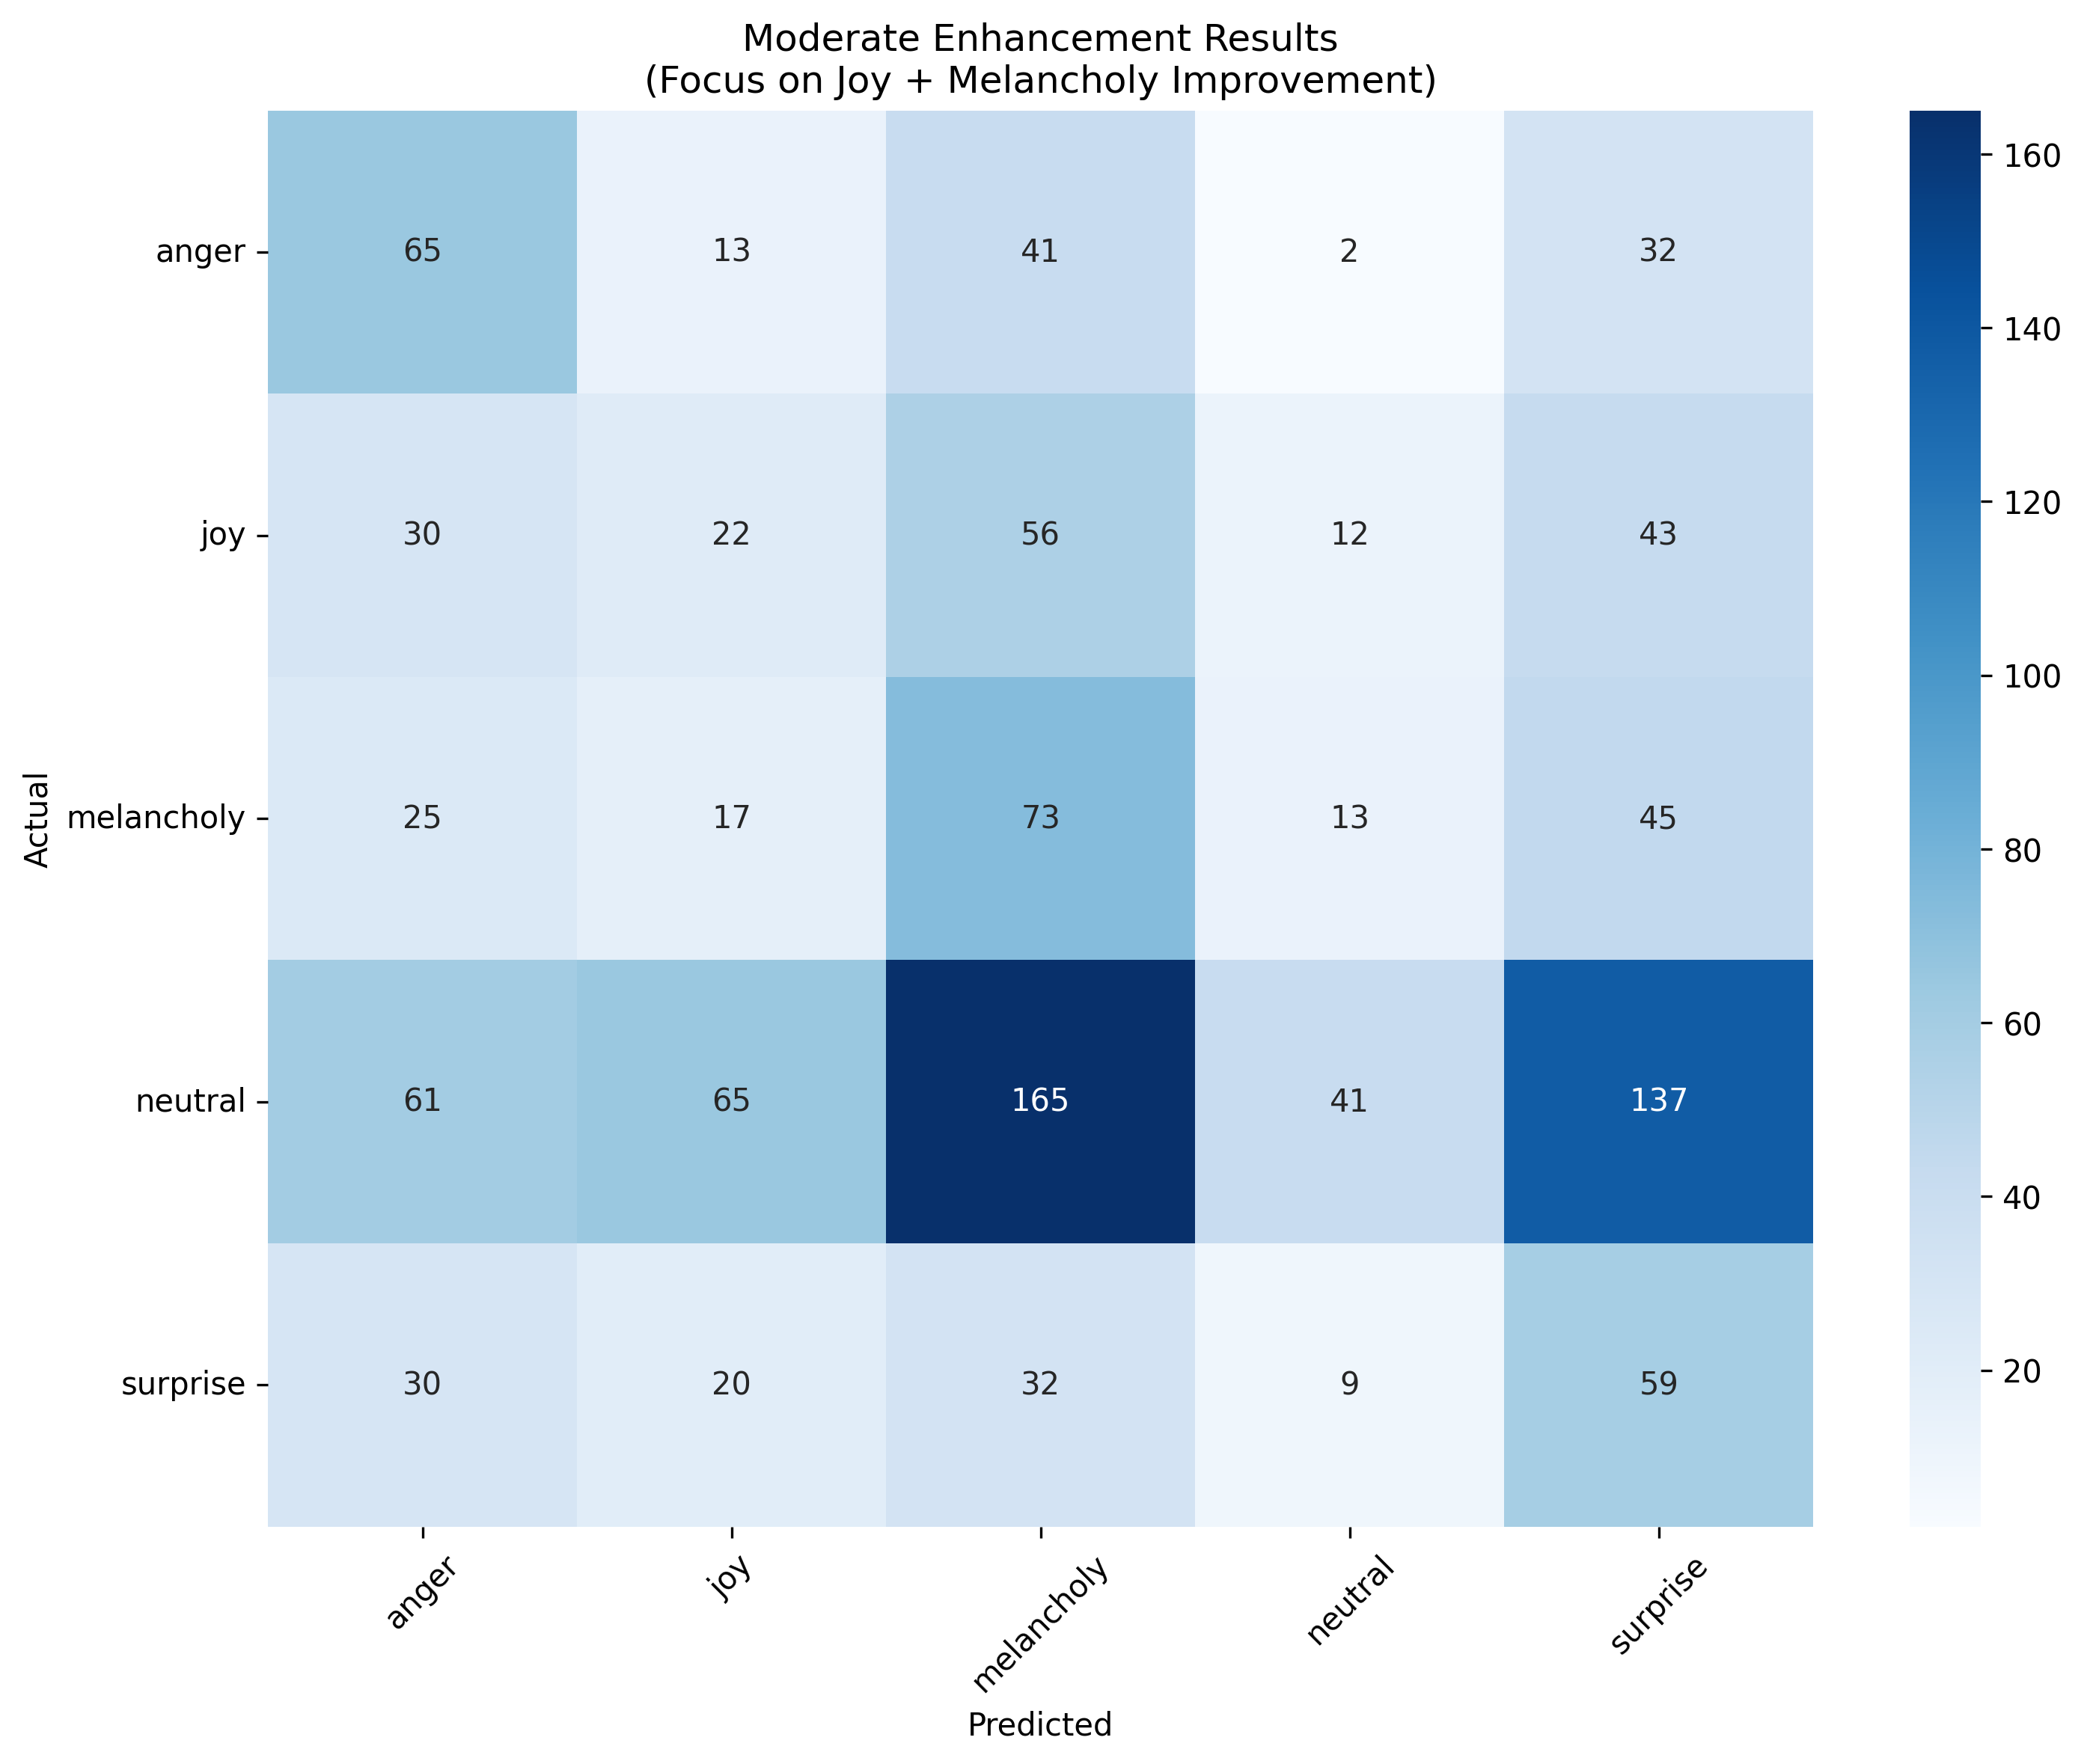 Moderate Enhancement Results
(Focus on Joy + Melancholy Improvement)
anger 65 13 41 2 32
joy 30 22 56 12 43
melancholy 25 17 73 13 45
neutral 61 65 165 41 137
surprise 30 20 32 9 59
Actual
anger joy melancholy neutral surprise
Predicted
160
140
120
100
80
60
40
20